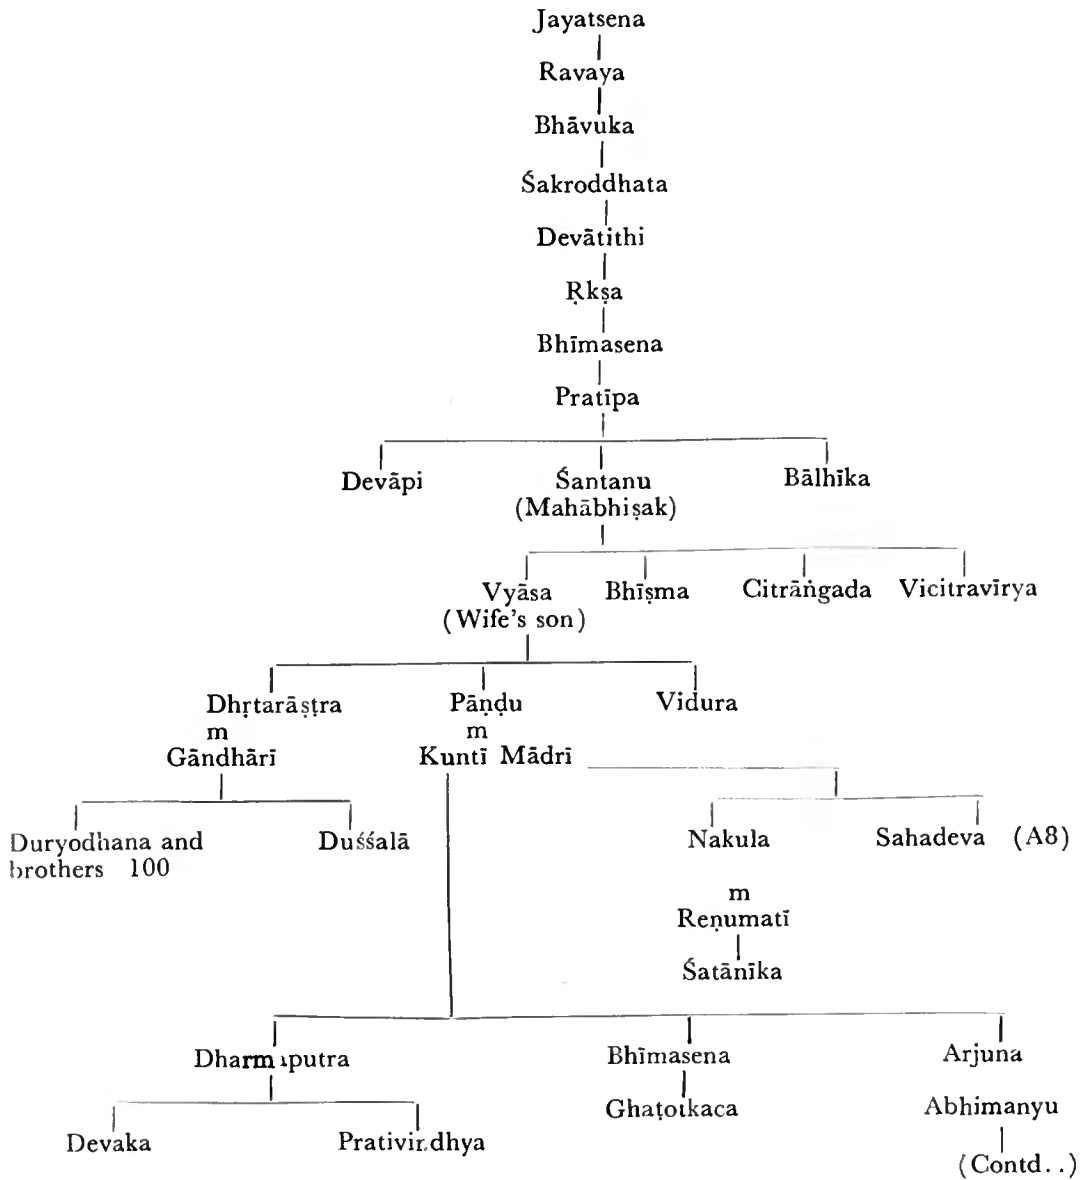 Jayatsena
Ravaya
Bhāvuka
Śakroddhata
Devātithi
Ṛkṣa
Bhīmasena
Pratīpa
Devāpi Śantanu Bālhīka
(Mahābhiṣak)
Vyāsa Bhīṣma Citrāṅgada Vicitravīrya
(Wife's son)
Dhṛtarāṣṭra Pāṇḍu Vidura
m m
Gāndhārī Kuntī Mādrī
Duryodhana and Duśśalā Nakula Sahadeva (A8)
brothers 100
m
Reṇumatī
Śatānīka
Dharmaputra Bhīmasena Arjuna
Ghaṭotkaca Abhimanyu
Devaka Prativindhya
(Contd..)